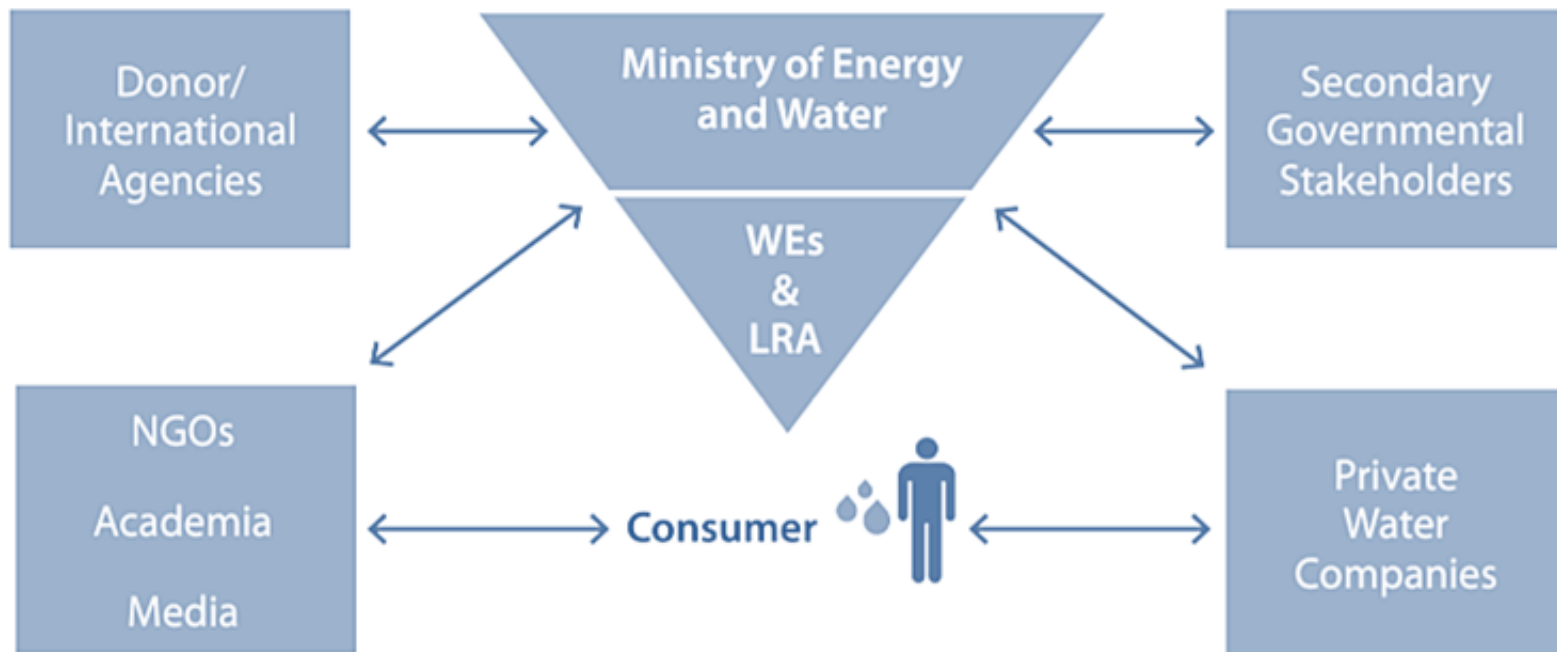 Donor/
International
Agencies
Ministry of Energy
and Water
Secondary
Governmental
Stakeholders
WEs
&
LRA
NGOs
Academia
Media
Consumer
Private
Water
Companies